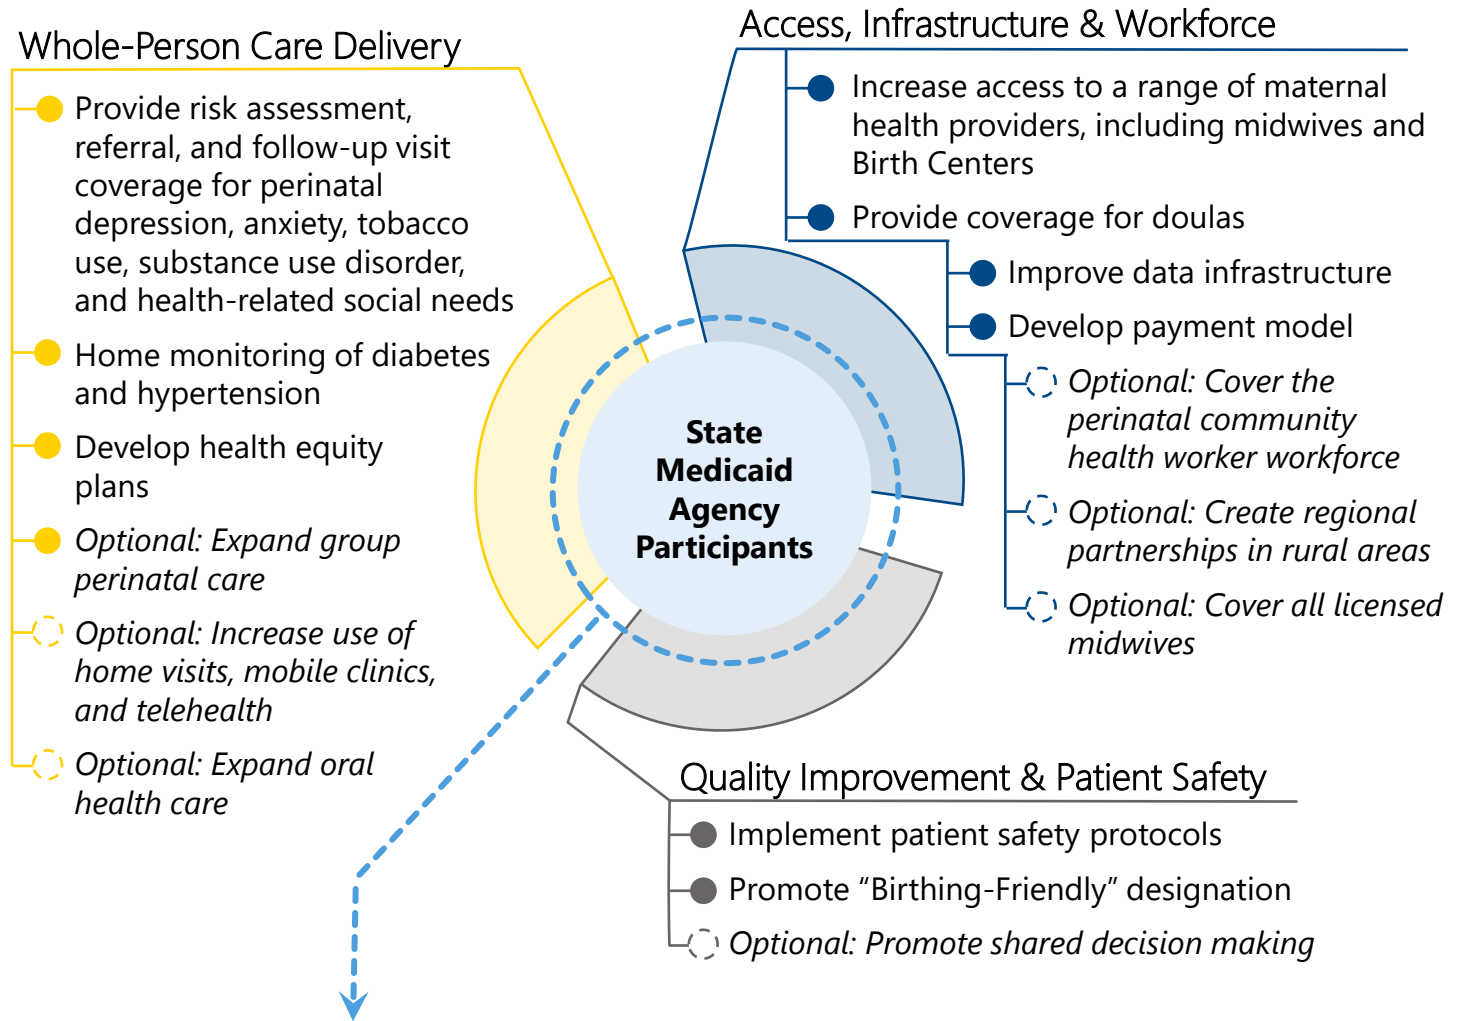 Whole-Person Care Delivery
Provide risk assessment,
referral, and follow-up visit
coverage for perinatal
depression, anxiety, tobacco
use, substance use disorder,
and health-related social needs
Home monitoring of diabetes
and hypertension
Develop health equity
plans
Optional: Expand group
perinatal care
Optional: Increase use of
home visits, mobile clinics,
and telehealth
Optional: Expand oral
health care
Access, Infrastructure & Workforce
Increase access to a range of maternal
health providers, including midwives and
Birth Centers
Provide coverage for doulas
Improve data infrastructure
Develop payment model
Optional: Cover the
perinatal community
health worker workforce
Optional: Create regional
partnerships in rural areas
Optional: Cover all licensed
midwives
State
Medicaid
Agency
Participants
Quality Improvement & Patient Safety
Implement patient safety protocols
Promote “Birthing-Friendly” designation
Optional: Promote shared decision making